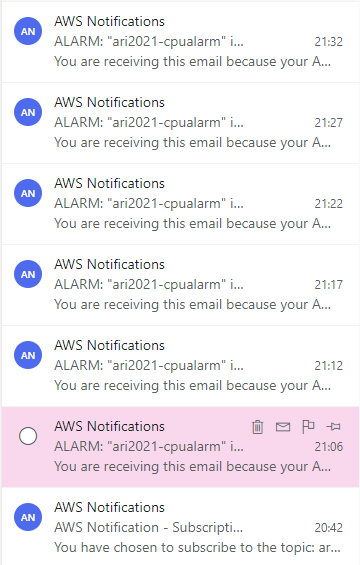 AWS Notifications
AN
ALARM: "ari2021-cpualarm" i... 21:32
You are receiving this email because your A...
AWS Notifications
AN
ALARM: "ari2021-cpualarm" i... 21:27
You are receiving this email because your A...
AWS Notifications
AN
ALARM: "ari2021-cpualarm" i... 21:22
You are receiving this email because your A...
AWS Notifications
AN
ALARM: "ari2021-cpualarm" i... 21:17
You are receiving this email because your A...
AWS Notifications
AN
ALARM: "ari2021-cpualarm" i... 21:12
You are receiving this email because your A...
AWS Notifications
ALARM: "ari2021-cpualarm" i... 21:06
You are receiving this email because your A...
AWS Notifications
AN
AWS Notification - Subscripti... 20:42
You have chosen to subscribe to the topic: ar...